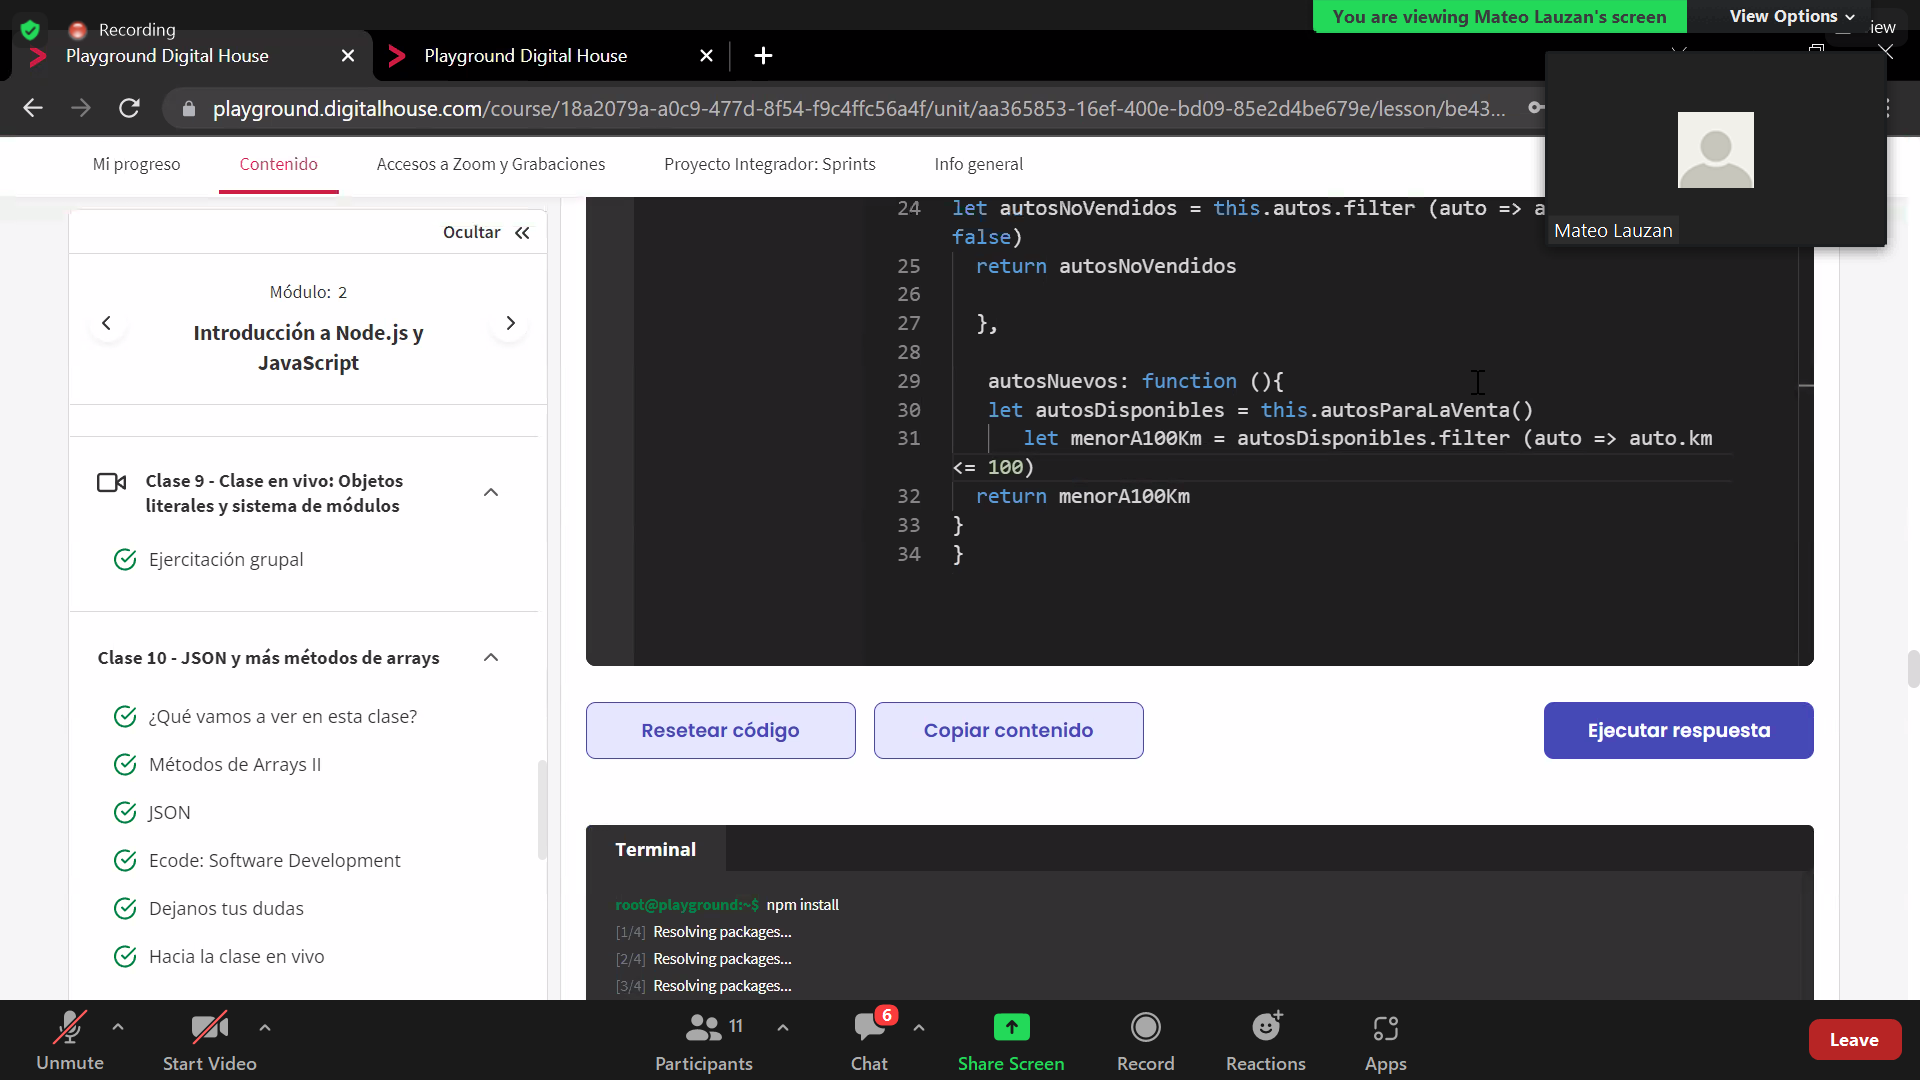 Recording
You are viewing Mateo Lauzan's screen
View Options
iew
Playground Digital House
Playground Digital House
playground.digitalhouse.com/course/18a2079a-a0c9-477d-8f54-f9c4ffc56a4f/unit/aa365853-16ef-400e-bd09-85e2d4be679e/lesson/be43...
Mi progreso
Contenido
Accesos a Zoom y Grabaciones
Proyecto Integrador: Sprints
Info general
Mateo Lauzan
Ocultar
Módulo: 2
Introducción a Node.js y
JavaScript
Clase 9 - Clase en vivo: Objetos
literales y sistema de módulos
Ejercitación grupal
Clase 10 - JSON y más métodos de arrays
¿Qué vamos a ver en esta clase?
Métodos de Arrays II
JSON
Ecode: Software Development
Dejanos tus dudas
Hacia la clase en vivo
24 let autosNoVendidos = this.autos.filter (auto => a
false)
25 return autosNoVendidos
26
27 },
28
29 autosNuevos: function (){
30 let autosDisponibles = this.autosParaLaVenta()
31 let menorA100Km = autosDisponibles.filter (auto => auto.km
<= 100)
32 return menorA100Km
33 }
34 }
Resetear código
Copiar contenido
Ejecutar respuesta
Terminal
root@playground:~$ npm install
[1/4] Resolving packages...
[2/4] Resolving packages...
[3/4] Resolving packages...
Unmute
Start Video
11
Participants
6
Chat
Share Screen
Record
Reactions
Apps
Leave